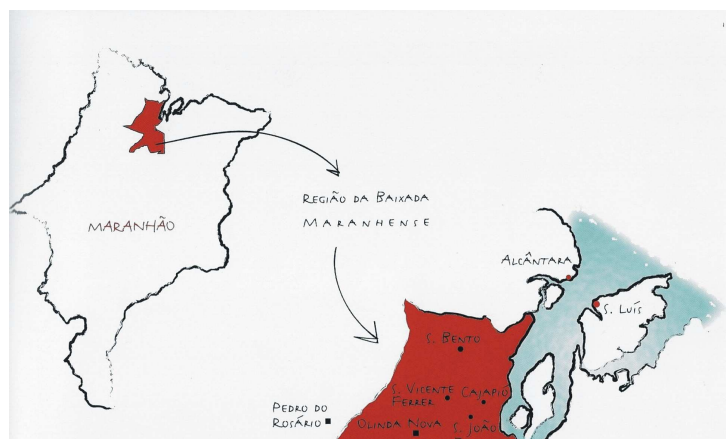 MARANHÃO
REGIÃO DA BAIXADA
MARANHENSE
ALCÂNTARA
S. LUÍS
S. BENTO
S. VICENTE
FERRER
CAJAPIÓ
PEDRO DO
ROSÁRIO
OLINDA NOVA
S. JOÃO